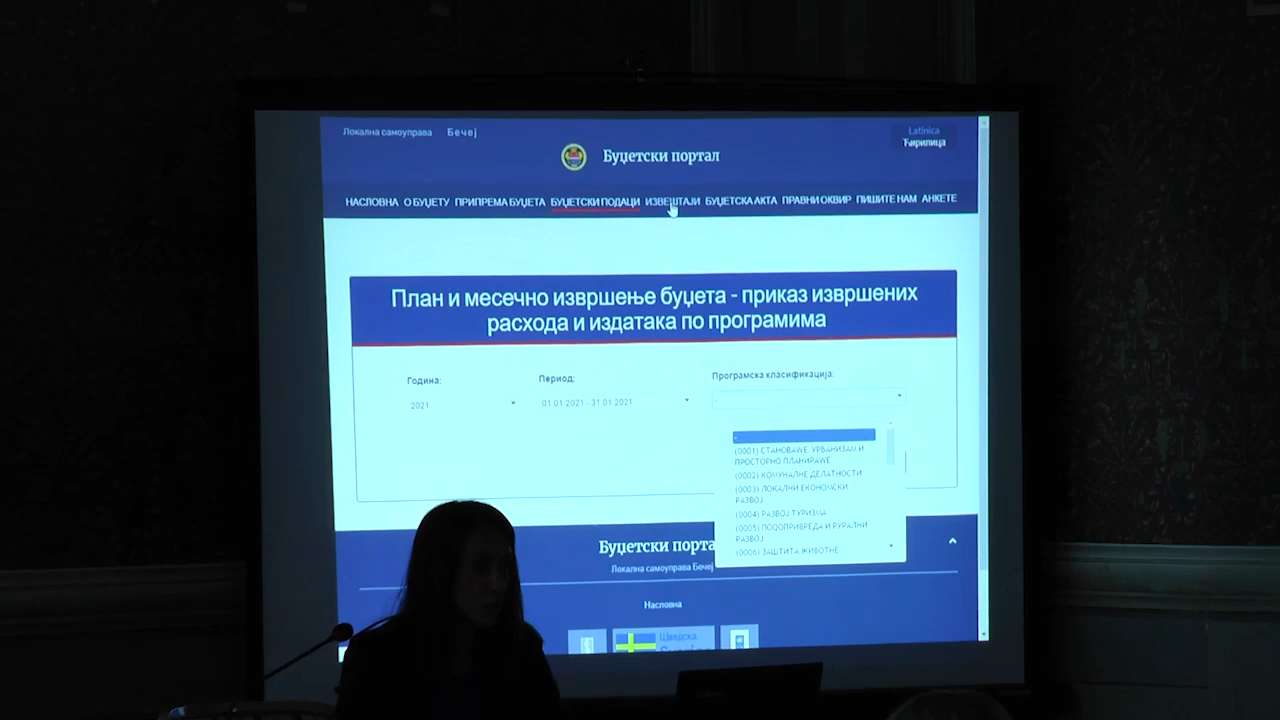 Локална самоуправа Бечеј
Latinica
Ћирилица
Буџетски портал
НАСЛОВНА О БУЏЕТУ ПРИПРЕМА БУЏЕТА БУЏЕТСКИ ПОДАЦИ ИЗВЕШТАЈИ БУЏЕТСКА АКТА ПРАВНИ ОКВИР ПИШИТЕ НАМ АНКЕТЕ
План и месечно извршење буџета - приказ извршених
расхода и издатака по програмима
Година:
2021
Период:
01.01.2021 - 31.01.2021
Програмска класификација:
-
-
(0001) СТАНОВАЊЕ, УРБАНИЗАМ И
ПРОСТОРНО ПЛАНИРАЊЕ
(0002) КОМУНАЛНЕ ДЕЛАТНОСТИ
(0003) ЛОКАЛНИ ЕКОНОМСКИ
РАЗВОЈ
(0004) РАЗВОЈ ТУРИЗМА
(0005) ПОЉОПРИВРЕДА И РУРАЛНИ
РАЗВОЈ
(0006) ЗАШТИТА ЖИВОТНЕ
Буџетски порта
Локална самоуправа Бечеј
Насловна
Шведска